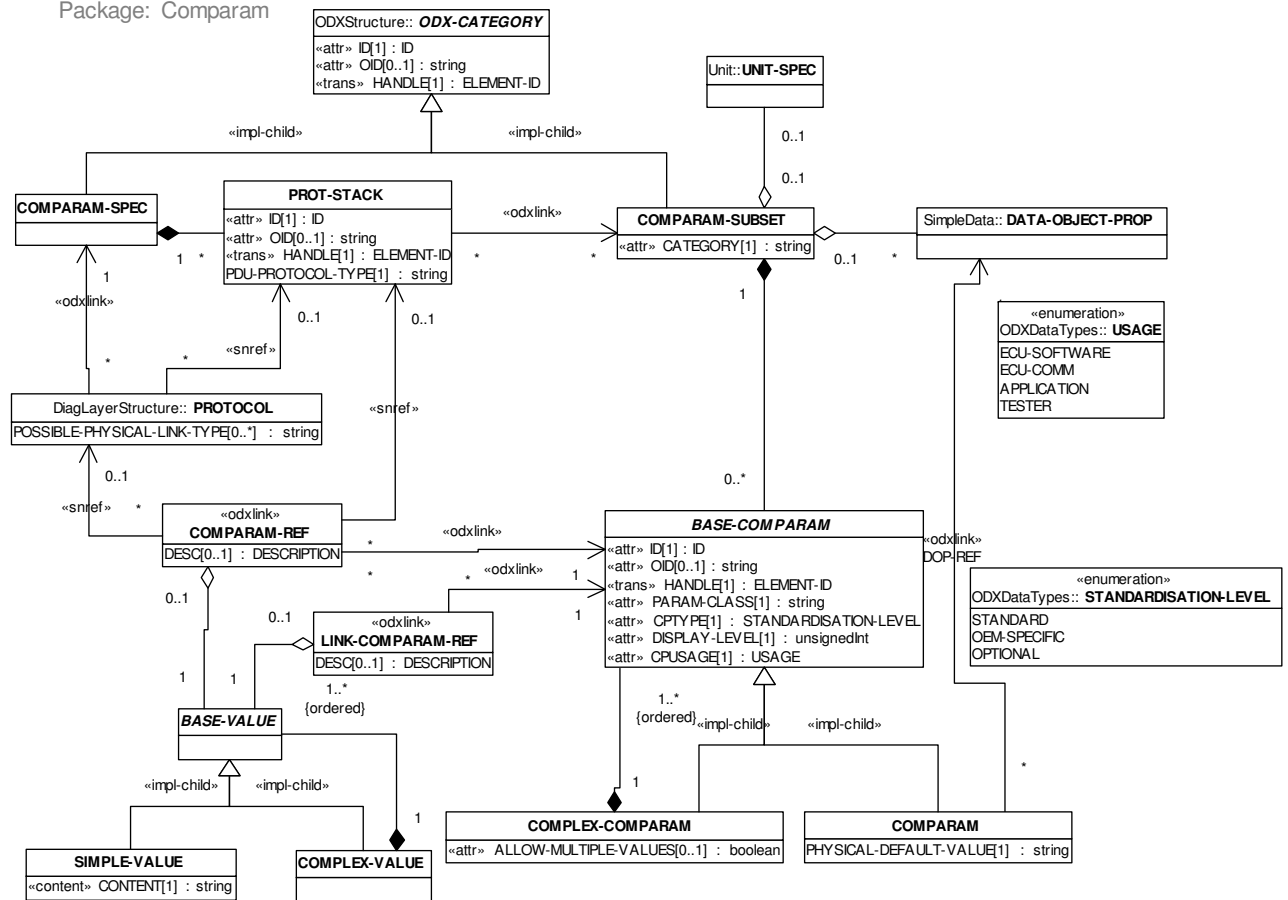 Package: Comparam
ODXStructure:: ODX-CATEGORY
«attr» ID[1] : ID
«attr» OID[0..1] : string
«trans» HANDLE[1] : ELEMENT-ID
Unit::UNIT-SPEC
«impl-child»
«impl-child»
0..1
0..1
COMPARAM-SPEC
PROT-STACK
«attr» ID[1] : ID
«attr» OID[0..1] : string
«trans» HANDLE[1] : ELEMENT-ID
PDU-PROTOCOL-TYPE[1] : string
«odxlink»
COMPARAM-SUBSET
«attr» CATEGORY[1] : string
SimpleData:: DATA-OBJECT-PROP
1
*
*
*
0..1
*
1
«odxlink»
1
0..1
0..1
«enumeration»
ODXDataTypes:: USAGE
ECU-SOFTWARE
ECU-COMM
APPLICATION
TESTER
*
*
«snref»
DiagLayerStructure:: PROTOCOL
POSSIBLE-PHYSICAL-LINK-TYPE[0..*] : string
«snref»
0..1
0..*
«snref»
*
«odxlink»
COMPARAM-REF
DESC[0..1] : DESCRIPTION
*
«odxlink»
BASE-COMPARAM
«attr» ID[1] : ID
«attr» OID[0..1] : string
«trans» HANDLE[1] : ELEMENT-ID
«attr» PARAM-CLASS[1] : string
«attr» CPTYPE[1] : STANDARDISATION-LEVEL
«attr» DISPLAY-LEVEL[1] : unsignedInt
«attr» CPUSAGE[1] : USAGE
«odxlink»
DOP-REF
*
*
«odxlink»
1
1
0..1
0..1
«odxlink»
LINK-COMPARAM-REF
DESC[0..1] : DESCRIPTION
«enumeration»
ODXDataTypes:: STANDARDISATION-LEVEL
STANDARD
OEM-SPECIFIC
OPTIONAL
1
1
1..*
{ordered}
1..*
{ordered}
BASE-VALUE
«impl-child»
«impl-child»
«impl-child»
«impl-child»
*
1
1
COMPLEX-COMPARAM
«attr» ALLOW-MULTIPLE-VALUES[0..1] : boolean
COMPARAM
PHYSICAL-DEFAULT-VALUE[1] : string
SIMPLE-VALUE
«content» CONTENT[1] : string
COMPLEX-VALUE